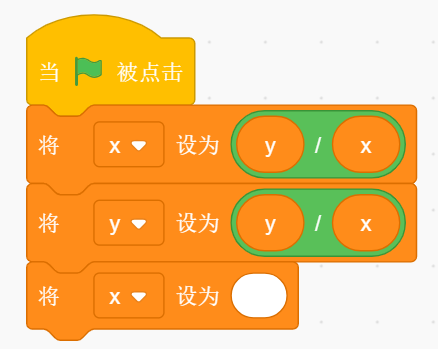 当 被点击
将 x 设为 y / x
将 y 设为 y / x
将 x 设为